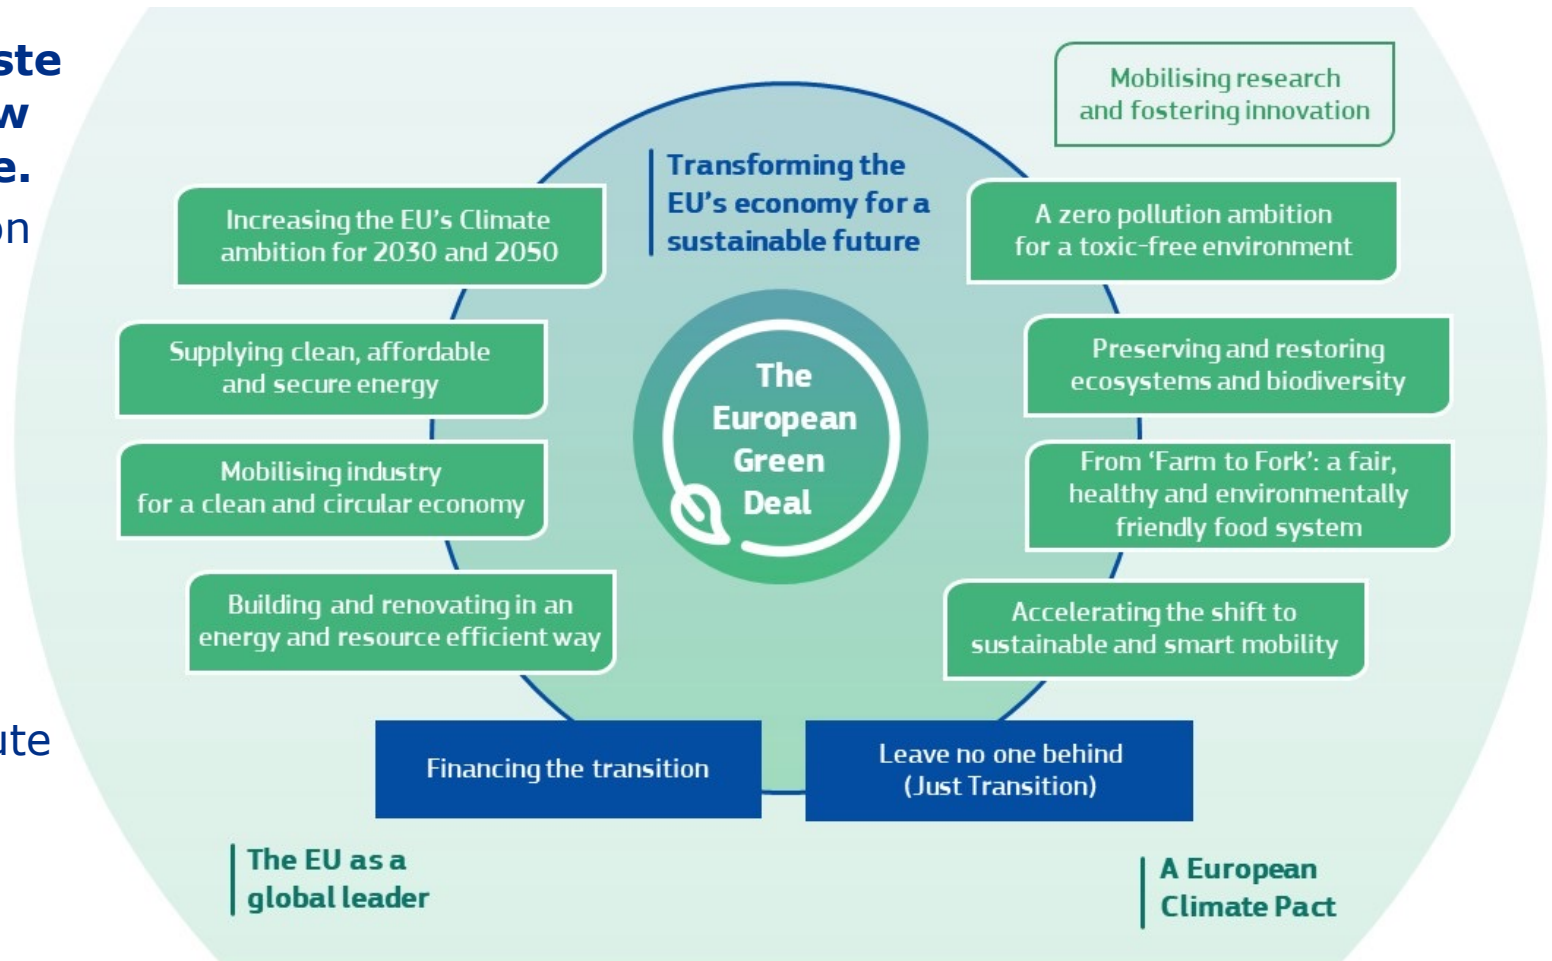 Mobilising research
and fostering innovation
Transforming the
EU's economy for a
sustainable future
Increasing the EU's Climate
ambition for 2030 and 2050
A zero pollution ambition
for a toxic-free environment
Supplying clean, affordable
and secure energy
Preserving and restoring
ecosystems and biodiversity
The
European
Green
Deal
Mobilising industry
for a clean and circular economy
From ‘Farm to Fork’: a fair,
healthy and environmentally
friendly food system
Building and renovating in an
energy and resource efficient way
Accelerating the shift to
sustainable and smart mobility
Financing the transition
Leave no one behind
(Just Transition)
The EU as a
global leader
A European
Climate Pact